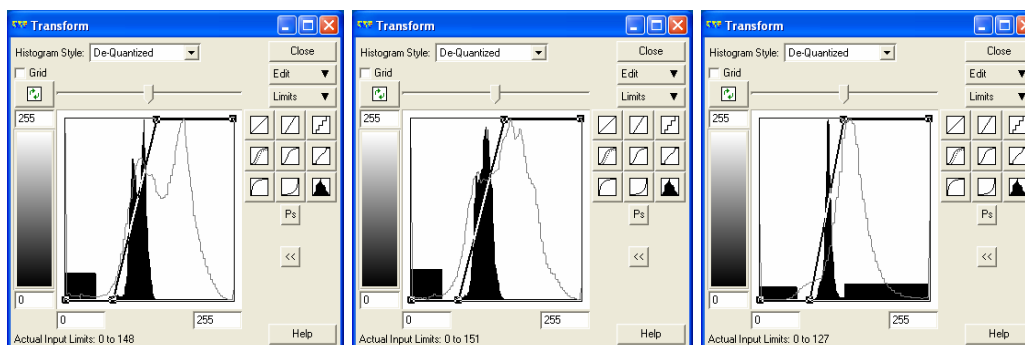 Transform
Histogram Style: De-Quantized Close
Grid Edit
Limits
255
Ps
<<
0
0 255
Actual Input Limits: 0 to 148 Help
Transform
Histogram Style: De-Quantized Close
Grid Edit
Limits
255
Ps
<<
0
0 255
Actual Input Limits: 0 to 151 Help
Transform
Histogram Style: De-Quantized Close
Grid Edit
Limits
255
Ps
<<
0
0 255
Actual Input Limits: 0 to 127 Help